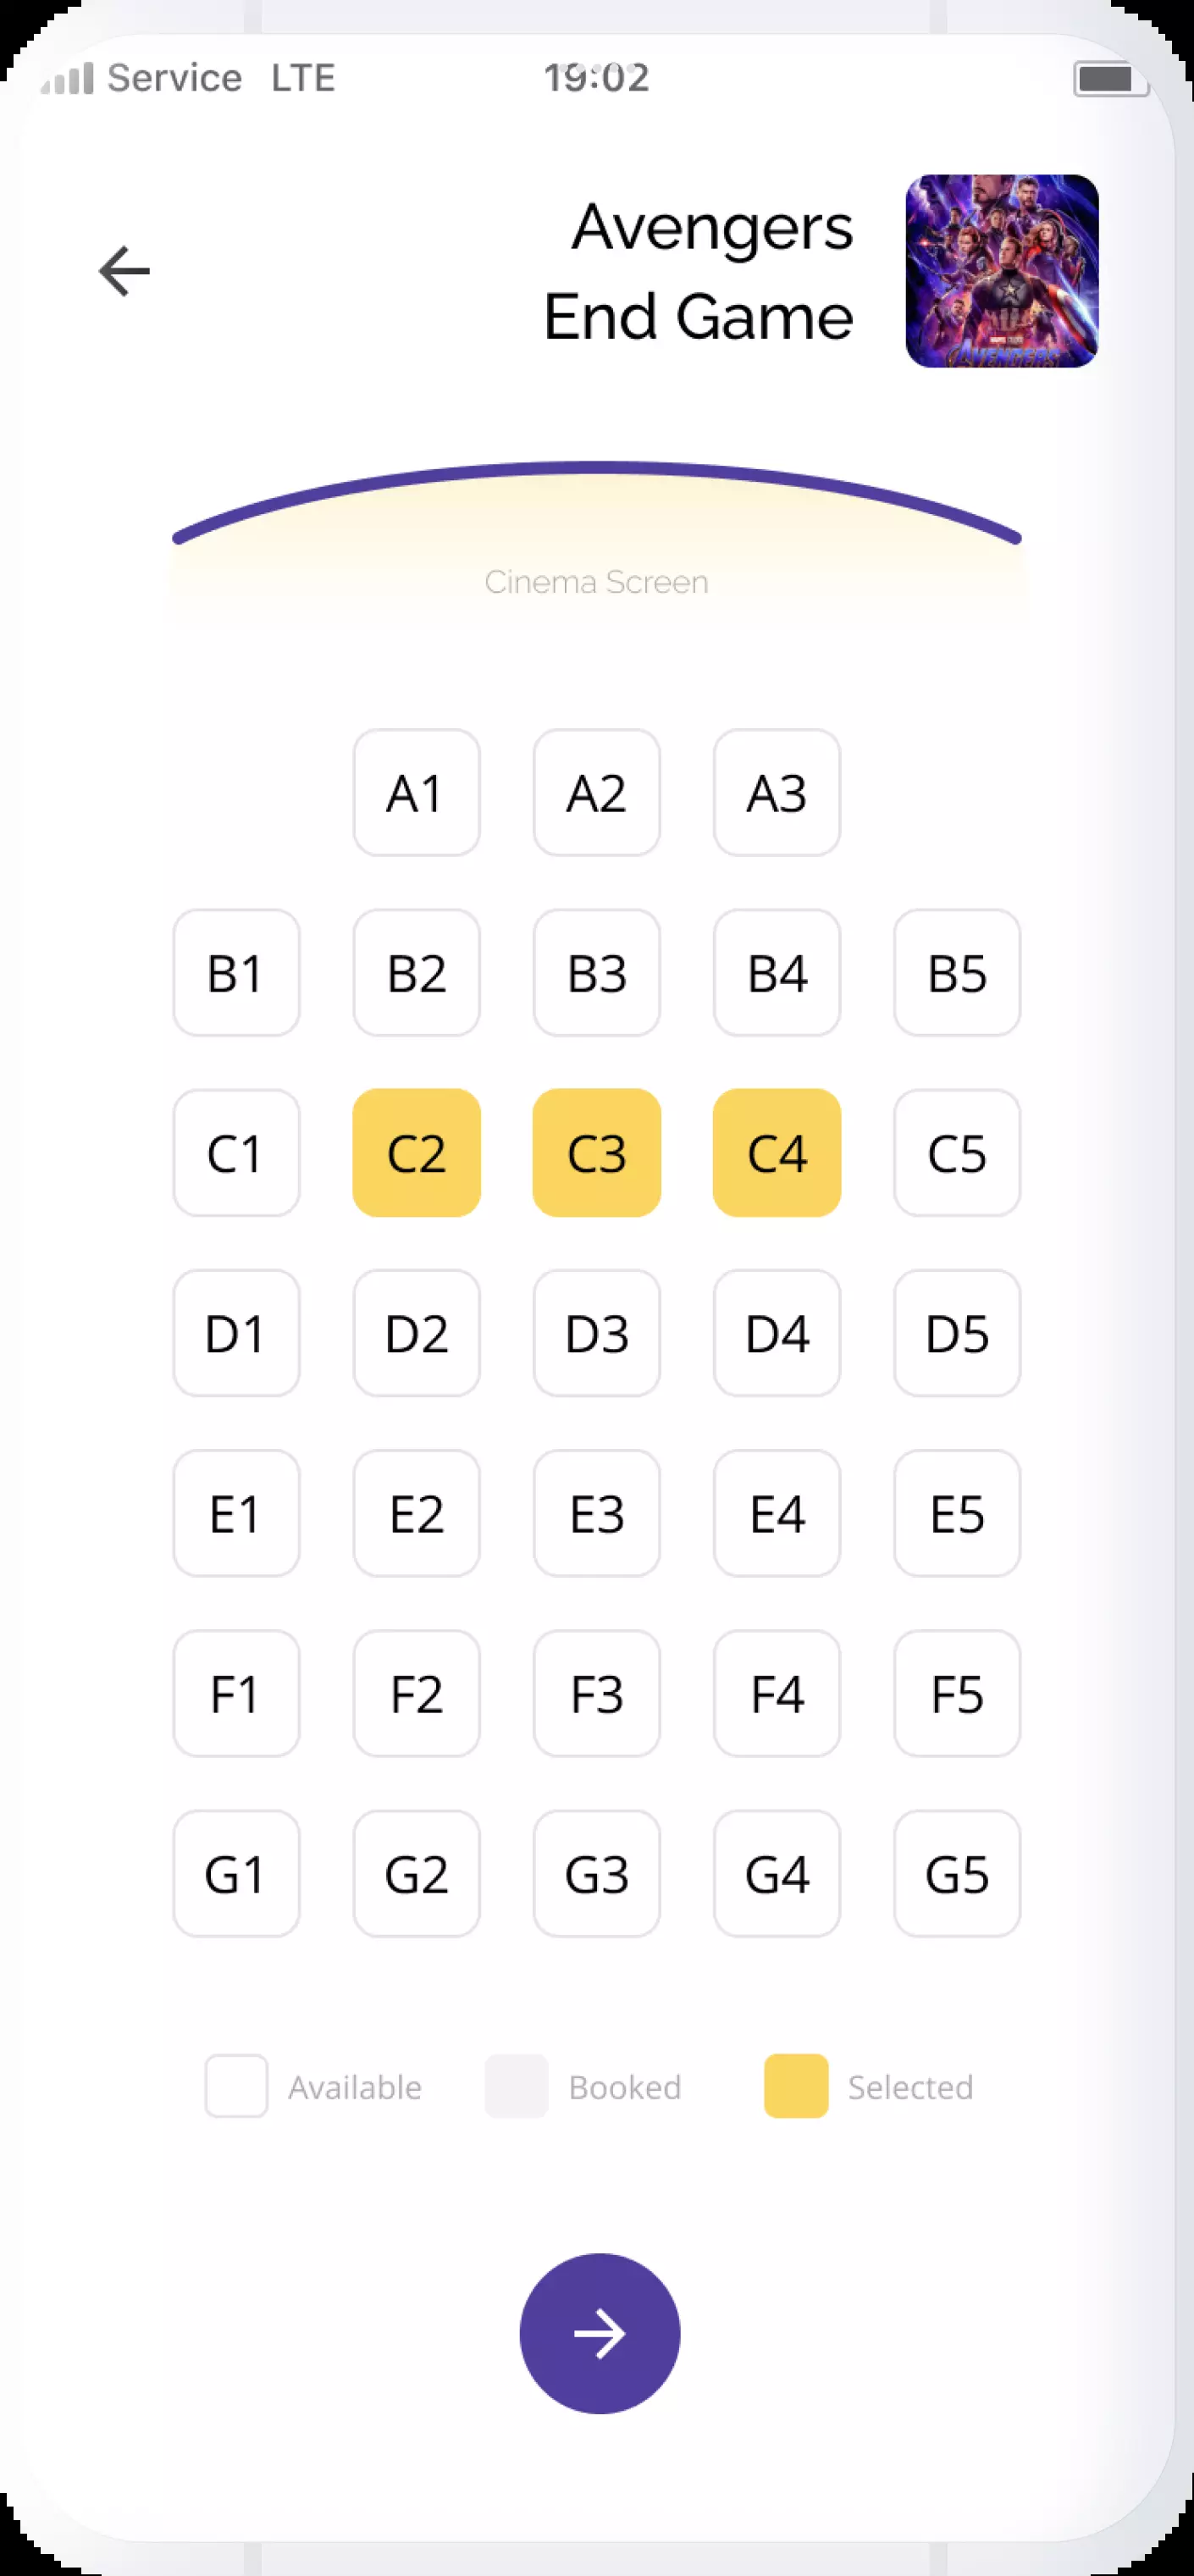 Service LTE 19:02
Avengers
End Game
AVENGERS
Cinema Screen
A1 A2 A3
B1 B2 B3 B4 B5
C1 C2 C3 C4 C5
D1 D2 D3 D4 D5
E1 E2 E3 E4 E5
F1 F2 F3 F4 F5
G1 G2 G3 G4 G5
Available Booked Selected